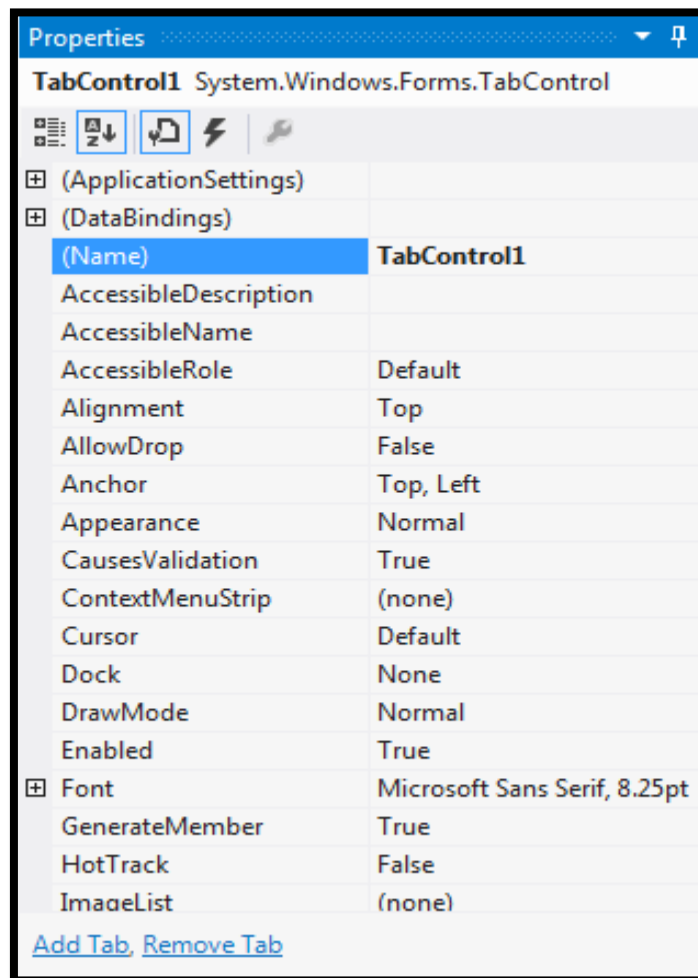 Properties
TabControl1 System.Windows.Forms.TabControl
(ApplicationSettings)
(DataBindings)
(Name) TabControl1
AccessibleDescription
AccessibleName
AccessibleRole Default
Alignment Top
AllowDrop False
Anchor Top, Left
Appearance Normal
CausesValidation True
ContextMenuStrip (none)
Cursor Default
Dock None
DrawMode Normal
Enabled True
Font Microsoft Sans Serif, 8.25pt
GenerateMember True
HotTrack False
ImageList (none)
Add Tab, Remove Tab